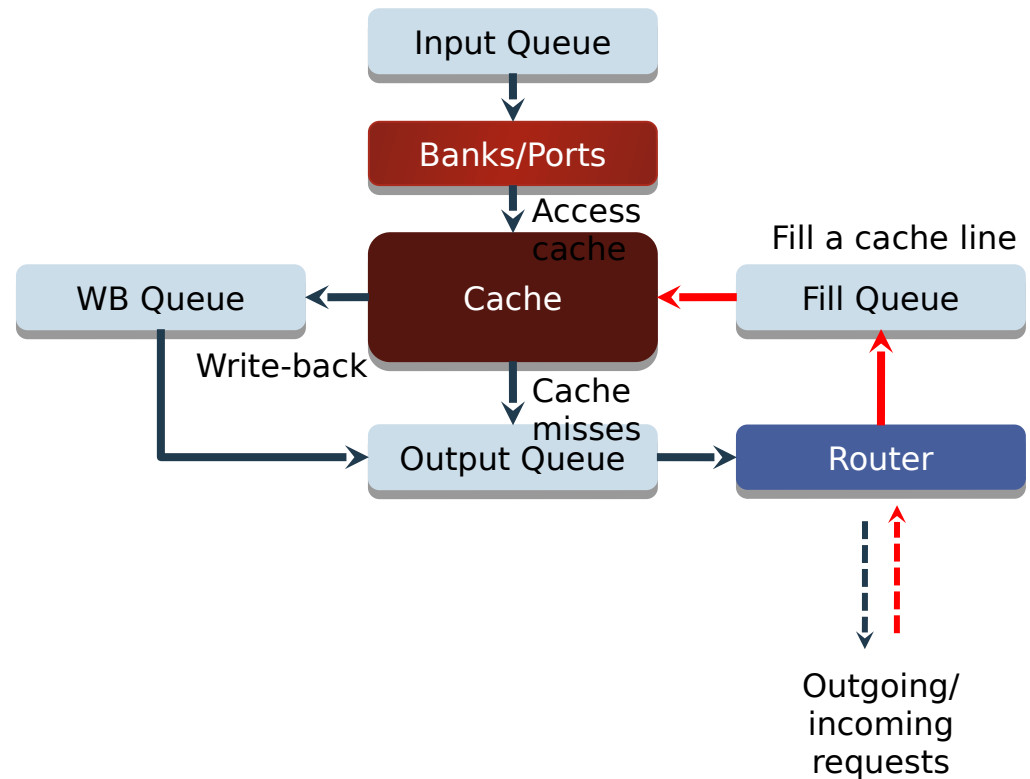 Input Queue
Banks/Ports
Access
cache
Fill a cache line
WB Queue
Cache
Fill Queue
Write-back
Cache
misses
Output Queue
Router
Outgoing/
incoming
requests